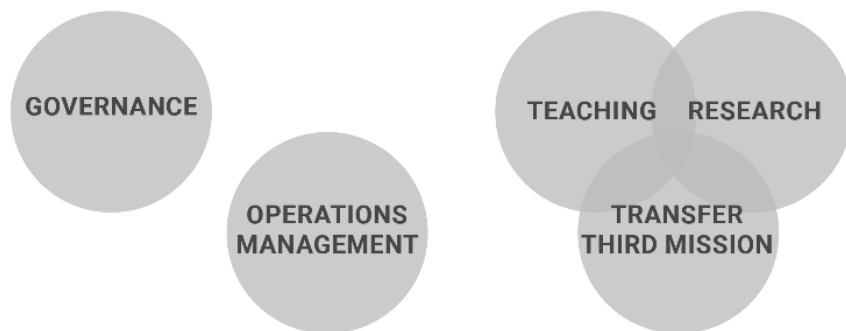 GOVERNANCE
OPERATIONS
MANAGEMENT
TEACHING
RESEARCH
TRANSFER
THIRD MISSION